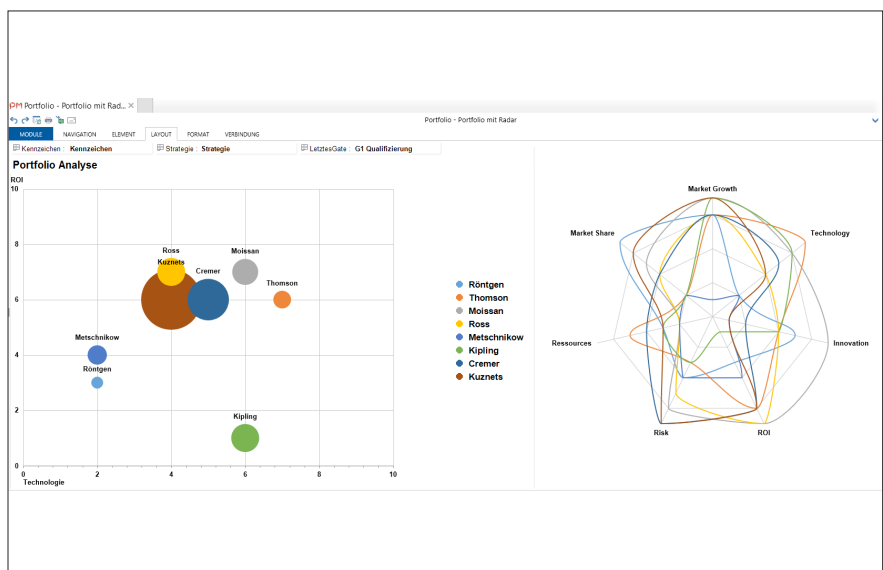 PM Portfolio - Portfolio mit Rad... ×
Portfolio - Portfolio mit Radar
MODULE NAVIGATION ELEMENT LAYOUT FORMAT VERBINDUNG
Kennzeichen : Kennzeichen Strategie : Strategie LetztesGate : G1 Qualifizierung
Portfolio Analyse
ROI
10
8
6
4
2
0
0 2 4 6 8 10
Technologie
Ross
Kuznets
Moissan
Cremer
Thomson
Metschnikow
Röntgen
Kipling
Röntgen
Thomson
Moissan
Ross
Metschnikow
Kipling
Cremer
Kuznets
Market Growth
Market Share
Technology
Ressources
Innovation
Risk
ROI